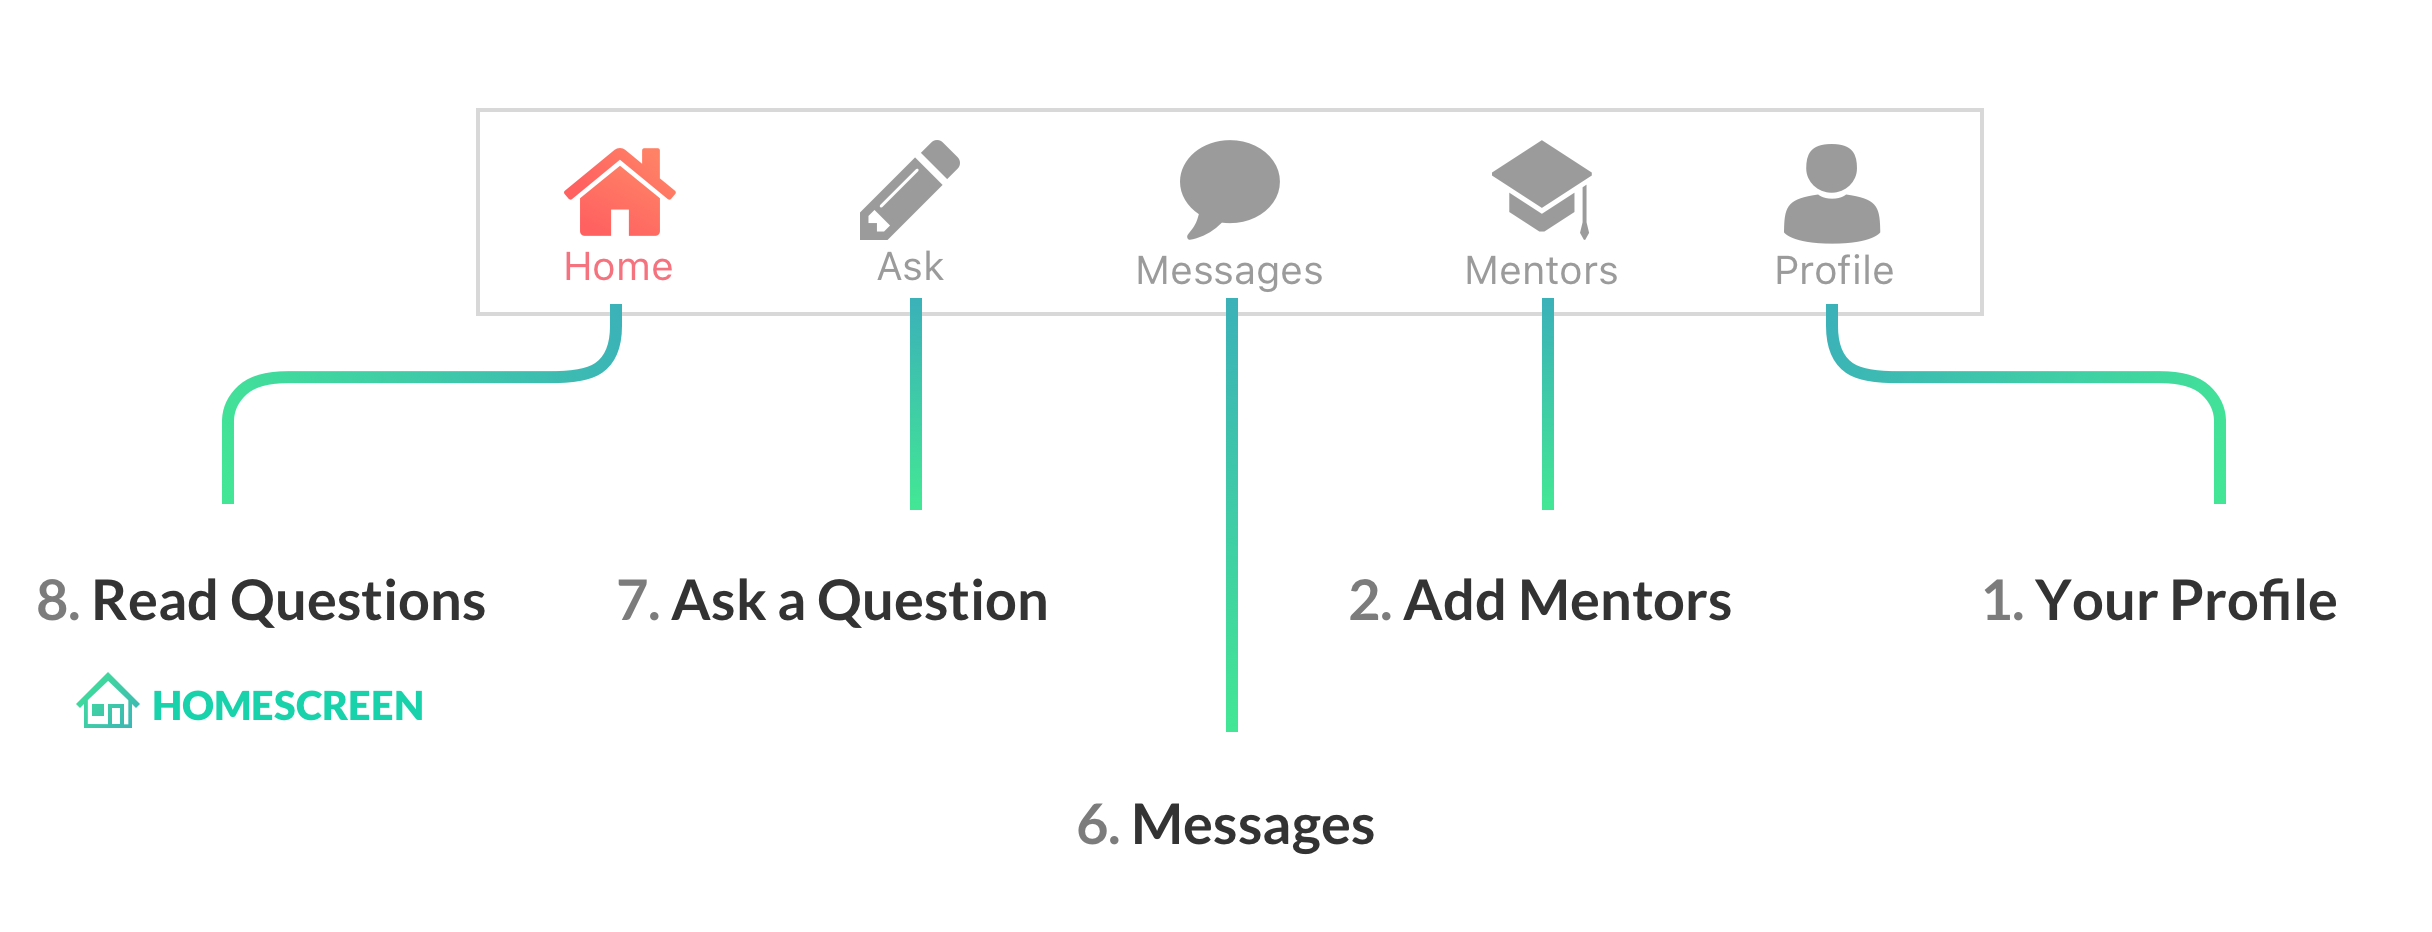 Home
Ask
Messages
Mentors
Profile
8. Read Questions
7. Ask a Question
2. Add Mentors
1. Your Profile
HOMESCREEN
6. Messages